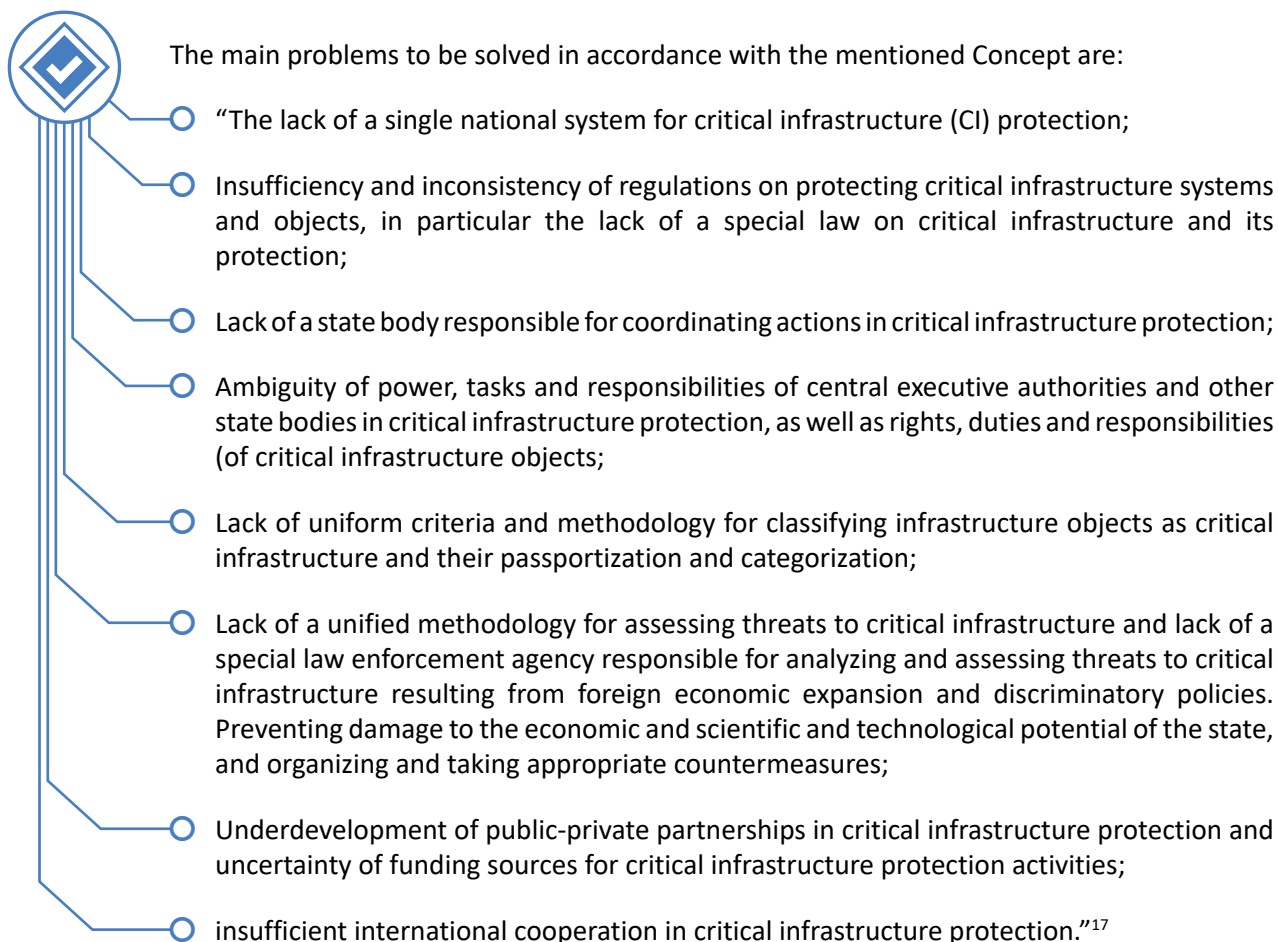 The main problems to be solved in accordance with the mentioned Concept are:
“The lack of a single national system for critical infrastructure (CI) protection;
Insufficiency and inconsistency of regulations on protecting critical infrastructure systems
and objects, in particular the lack of a special law on critical infrastructure and its
protection;
Lack of a state body responsible for coordinating actions in critical infrastructure protection;
Ambiguity of power, tasks and responsibilities of central executive authorities and other
state bodies in critical infrastructure protection, as well as rights, duties and responsibilities
(of critical infrastructure objects;
Lack of uniform criteria and methodology for classifying infrastructure objects as critical
infrastructure and their passportization and categorization;
Lack of a unified methodology for assessing threats to critical infrastructure and lack of a
special law enforcement agency responsible for analyzing and assessing threats to critical
infrastructure resulting from foreign economic expansion and discriminatory policies.
Preventing damage to the economic and scientific and technological potential of the state,
and organizing and taking appropriate countermeasures;
Underdevelopment of public-private partnerships in critical infrastructure protection and
uncertainty of funding sources for critical infrastructure protection activities;
insufficient international cooperation in critical infrastructure protection.”17